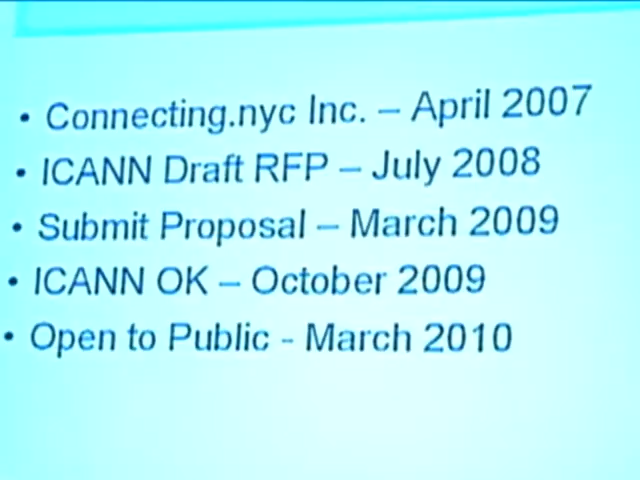 • Connecting.nyc Inc. – April 2007
• ICANN Draft RFP – July 2008
• Submit Proposal – March 2009
• ICANN OK – October 2009
• Open to Public - March 2010